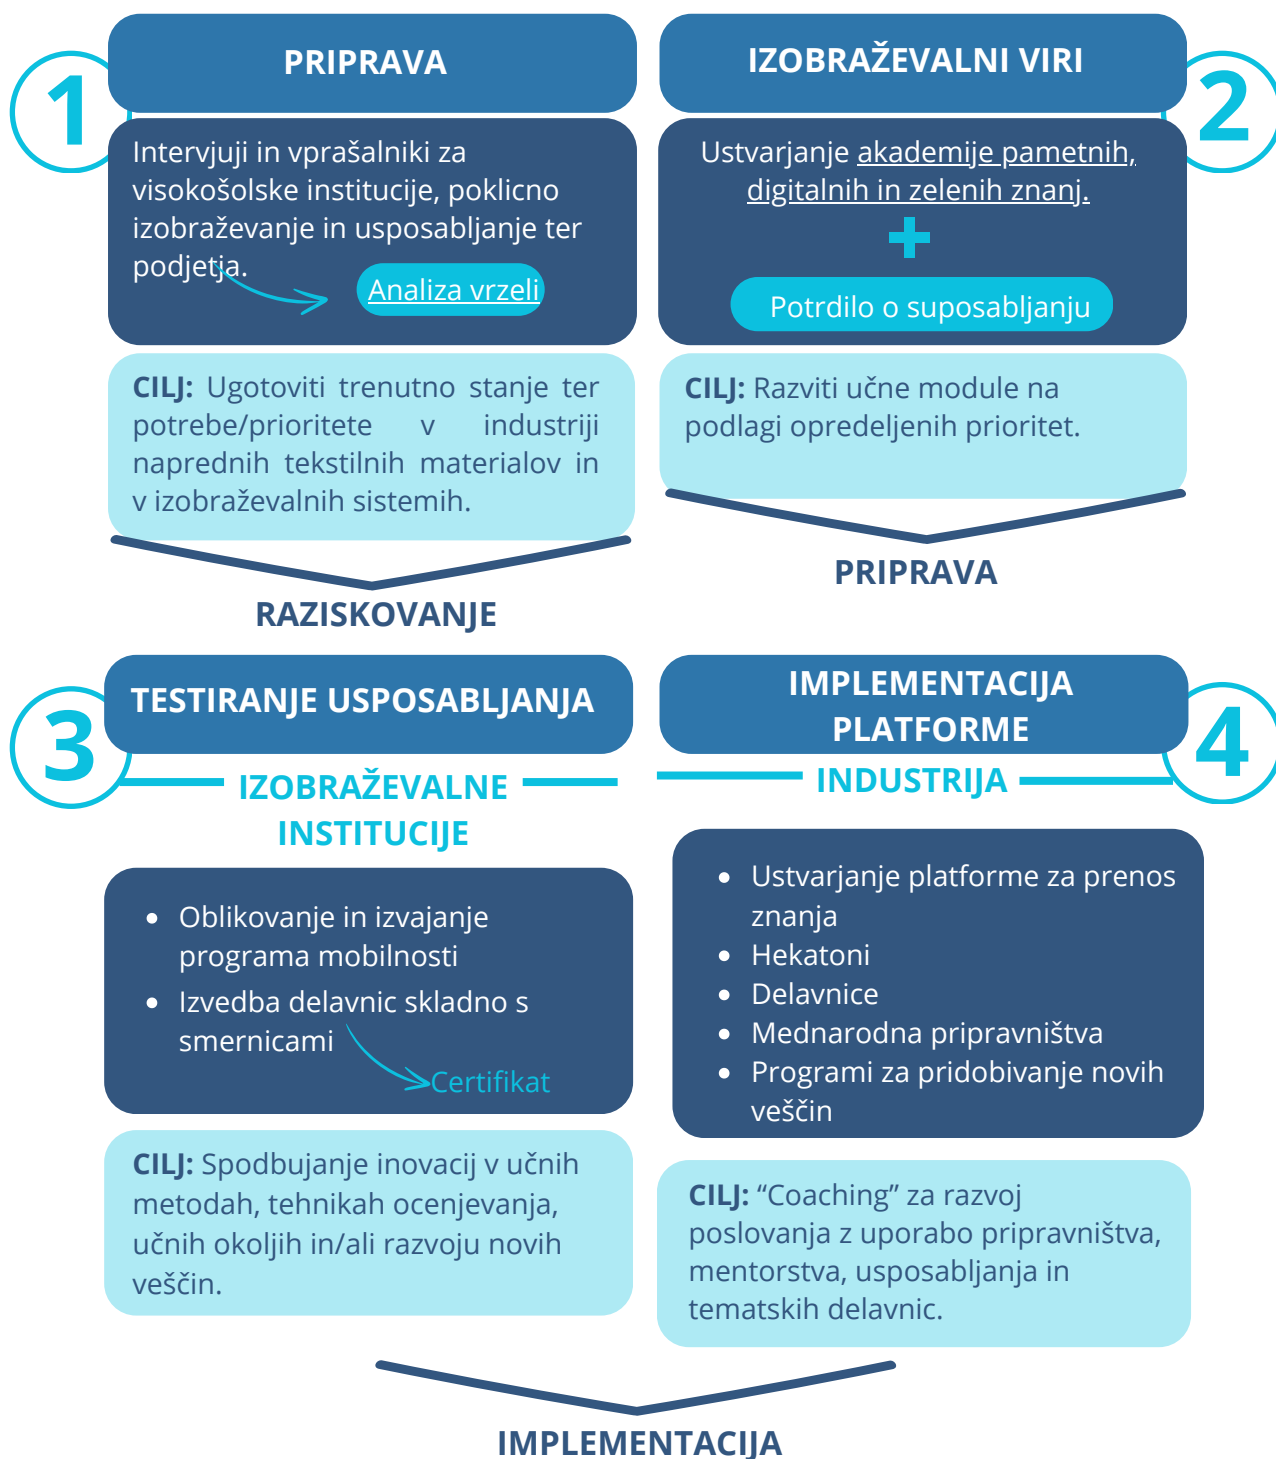 1
PRIPRAVA
Intervjuji in vprašalniki za
visokošolske institucije, poklicno
izobraževanje in usposabljanje ter
podjetja.
Analiza vrzeli
CILJ: Ugotoviti trenutno stanje ter
potrebe/prioritete v industriji
naprednih tekstilnih materialov in
v izobraževalnih sistemih.
RAZISKOVANJE
2
IZOBRAŽEVALNI VIRI
Ustvarjanje akademije pametnih,
digitalnih in zelenih znanj.
Potrdilo o suposabljanju
CILJ: Razviti učne module na
podlagi opredeljenih prioritet.
PRIPRAVA
3
TESTIRANJE USPOSABLJANJA
IZOBRAŽEVALNE
INSTITUCIJE
• Oblikovanje in izvajanje
programa mobilnosti
• Izvedba delavnic skladno s
smernicami
Certifikat
CILJ: Spodbujanje inovacij v učnih
metodah, tehnikah ocenjevanja,
učnih okoljih in/ali razvoju novih
veščin.
4
IMPLEMENTACIJA
PLATFORME
INDUSTRIJA
• Ustvarjanje platforme za prenos
znanja
• Hekatoni
• Delavnice
• Mednarodna pripravništva
• Programi za pridobivanje novih
veščin
CILJ: “Coaching” za razvoj
poslovanja z uporabo pripravništva,
mentorstva, usposabljanja in
tematskih delavnic.
IMPLEMENTACIJA